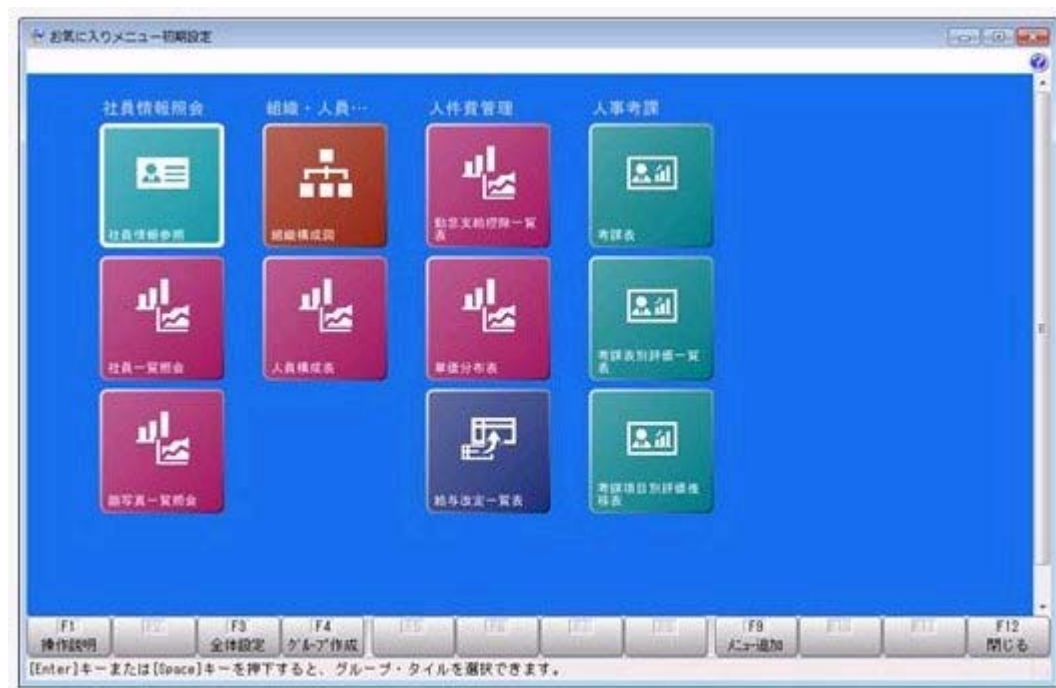 お気に入りメニュー初期設定
社員情報照会 組織・人員… 人件費管理 人事考課
社員情報参照 組織構成図 勤怠支給控除一覧表 考課表
社員一覧照会 人員構成表 単価分布表 考課表別評価一覧表
顔写真一覧照会 給与改定一覧表 考課項目別評価推移表
F1 F3 F4 F9 F12
操作説明 全体設定 グループ作成 メニュー追加 閉じる
[Enter]キーまたは[Space]キーを押下すると、グループ・タイルを選択できます。